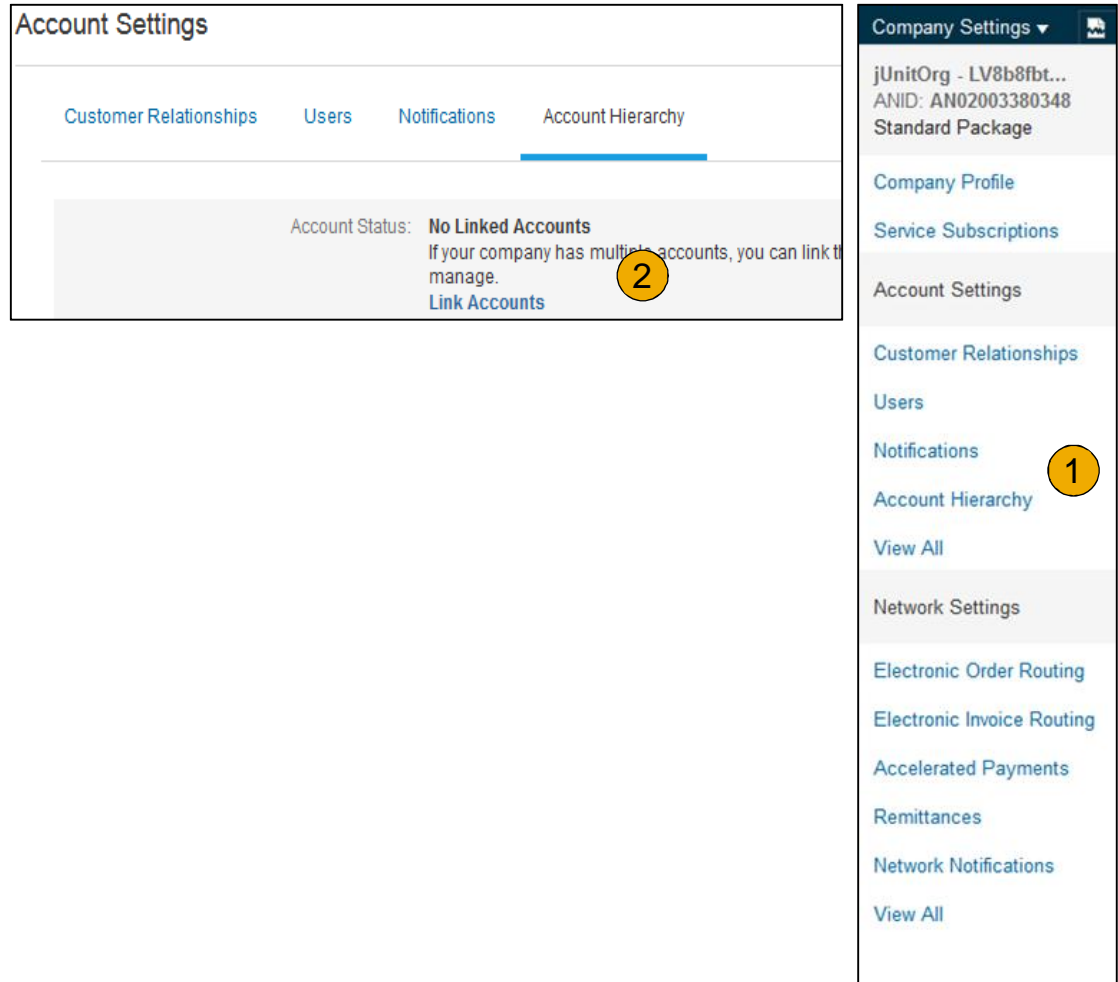 Account Settings
Customer Relationships Users Notifications Account Hierarchy
Account Status: No Linked Accounts
If your company has multiple accounts, you can link
manage.
2
Link Accounts
Company Settings ▾
jUnitOrg - LV8b8fbt...
ANID: AN02003380348
Standard Package
Company Profile
Service Subscriptions
Account Settings
Customer Relationships
Users
Notifications
1
Account Hierarchy
View All
Network Settings
Electronic Order Routing
Electronic Invoice Routing
Accelerated Payments
Remittances
Network Notifications
View All